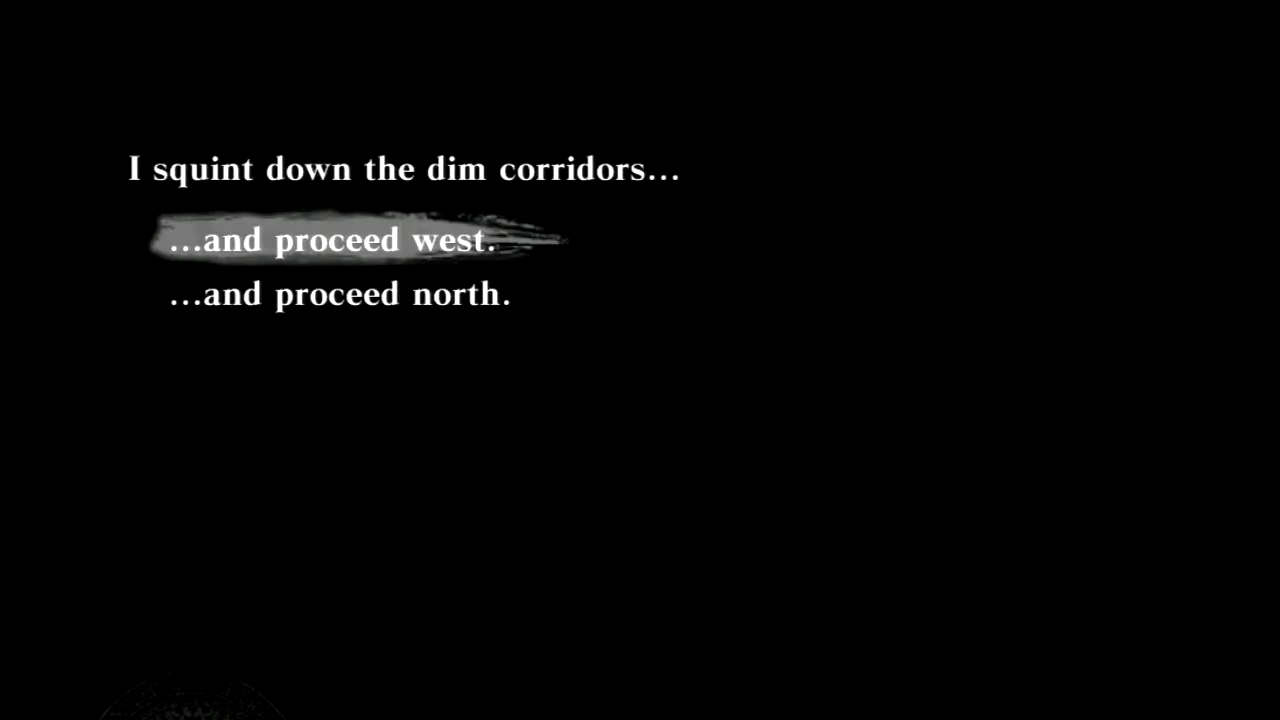 I squint down the dim corridors…
…and proceed west.
…and proceed north.